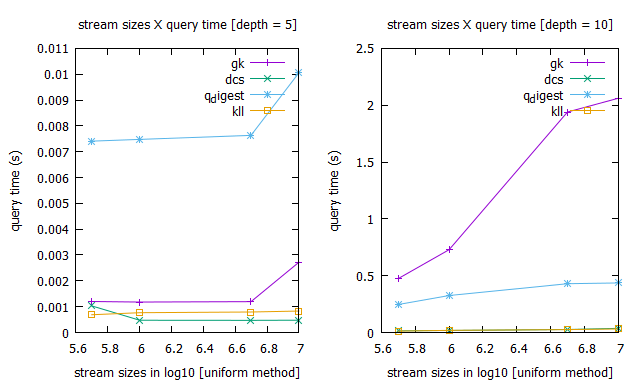 stream sizes X query time [depth = 5]
0.011
0.01
0.009
0.008
0.007
0.006
0.005
0.004
0.003
0.002
0.001
0
query time (s)
gk
dcs
qdigest
kll
5.6 5.8 6 6.2 6.4 6.6 6.8 7
stream sizes in log10 [uniform method]
stream sizes X query time [depth = 10]
2.5
2
1.5
1
0.5
0
query time (s)
gk
dcs
qdigest
kll
5.6 5.8 6 6.2 6.4 6.6 6.8 7
stream sizes in log10 [uniform method]